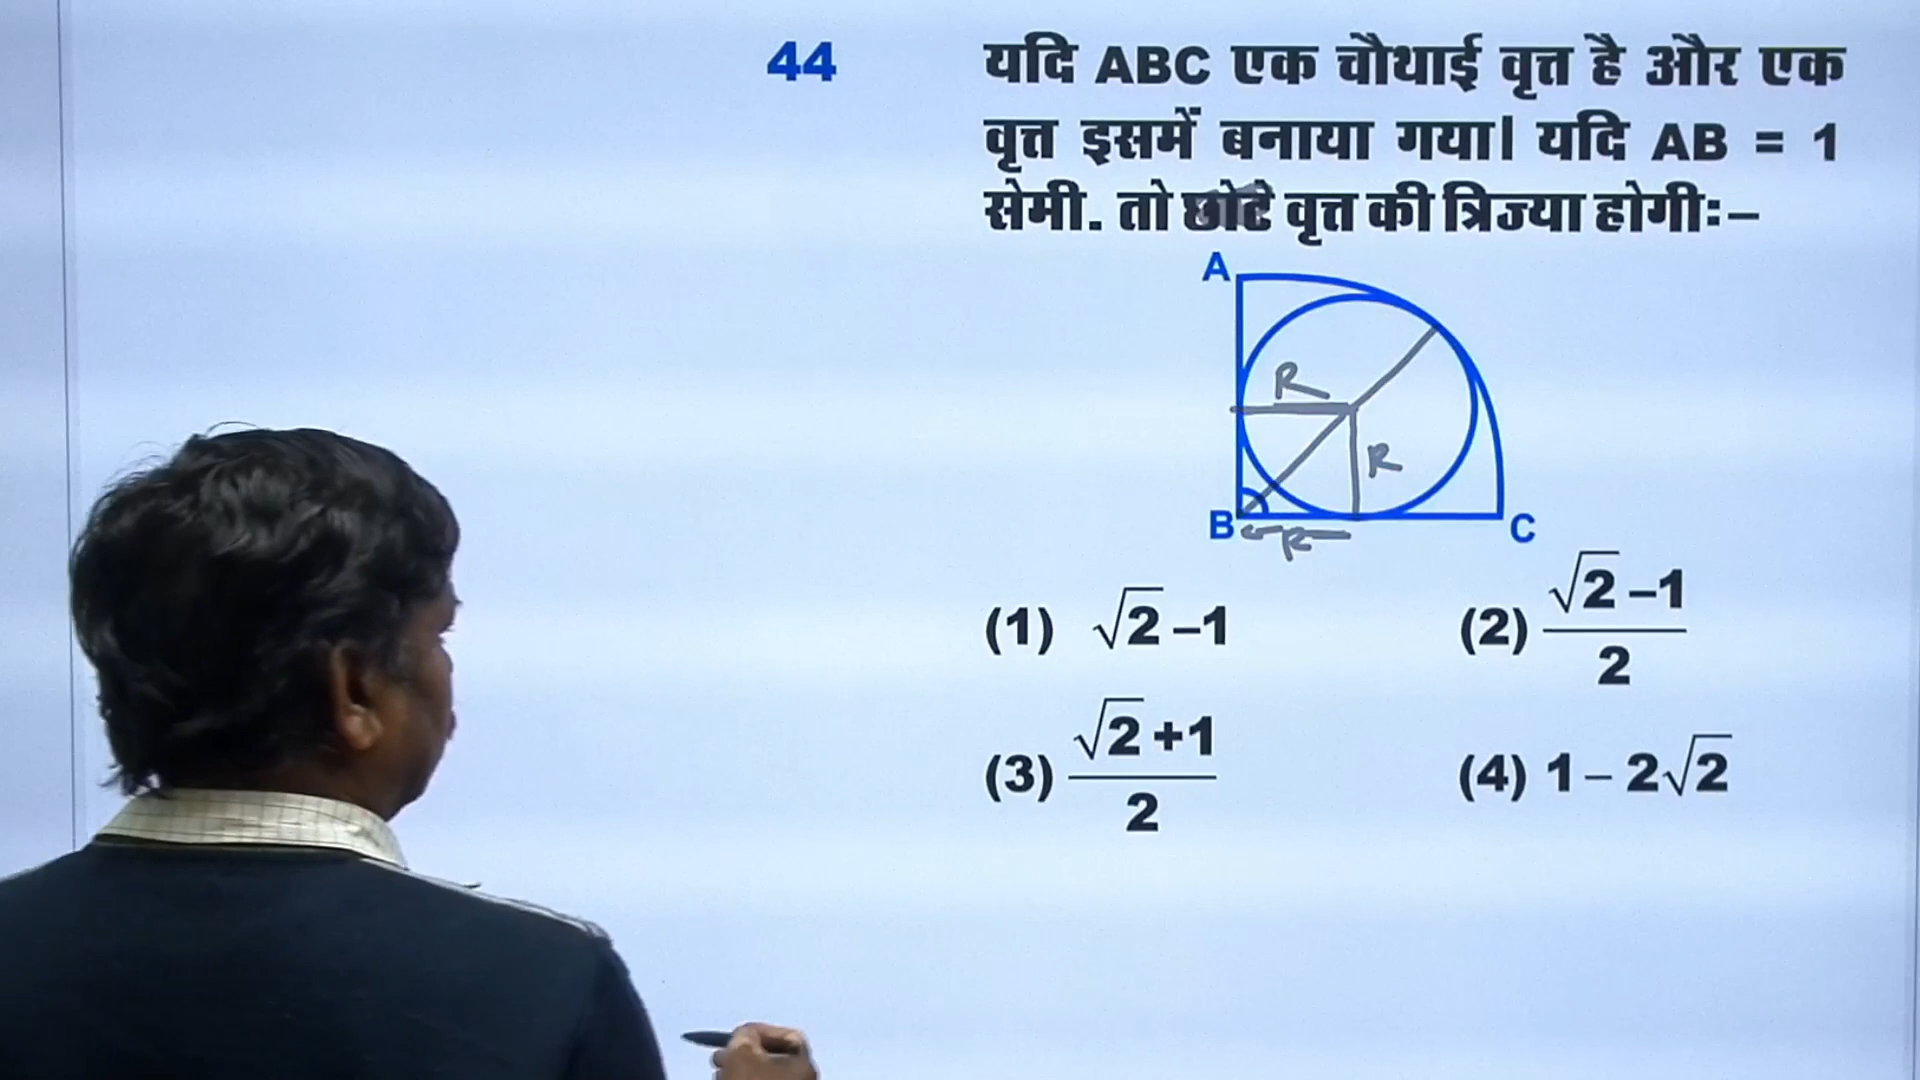 44
यदि ABC एक चौथाई वृत्त है और एक
वृत्त इसमें बनाया गया। यदि AB = 1
सेमी. तो छोटे वृत्त की त्रिज्या होगीः–
A
R
R
B
R
C
(1) √2 –1
(2) √2 –1 / 2
(3) √2 +1 / 2
(4) 1 – 2√2